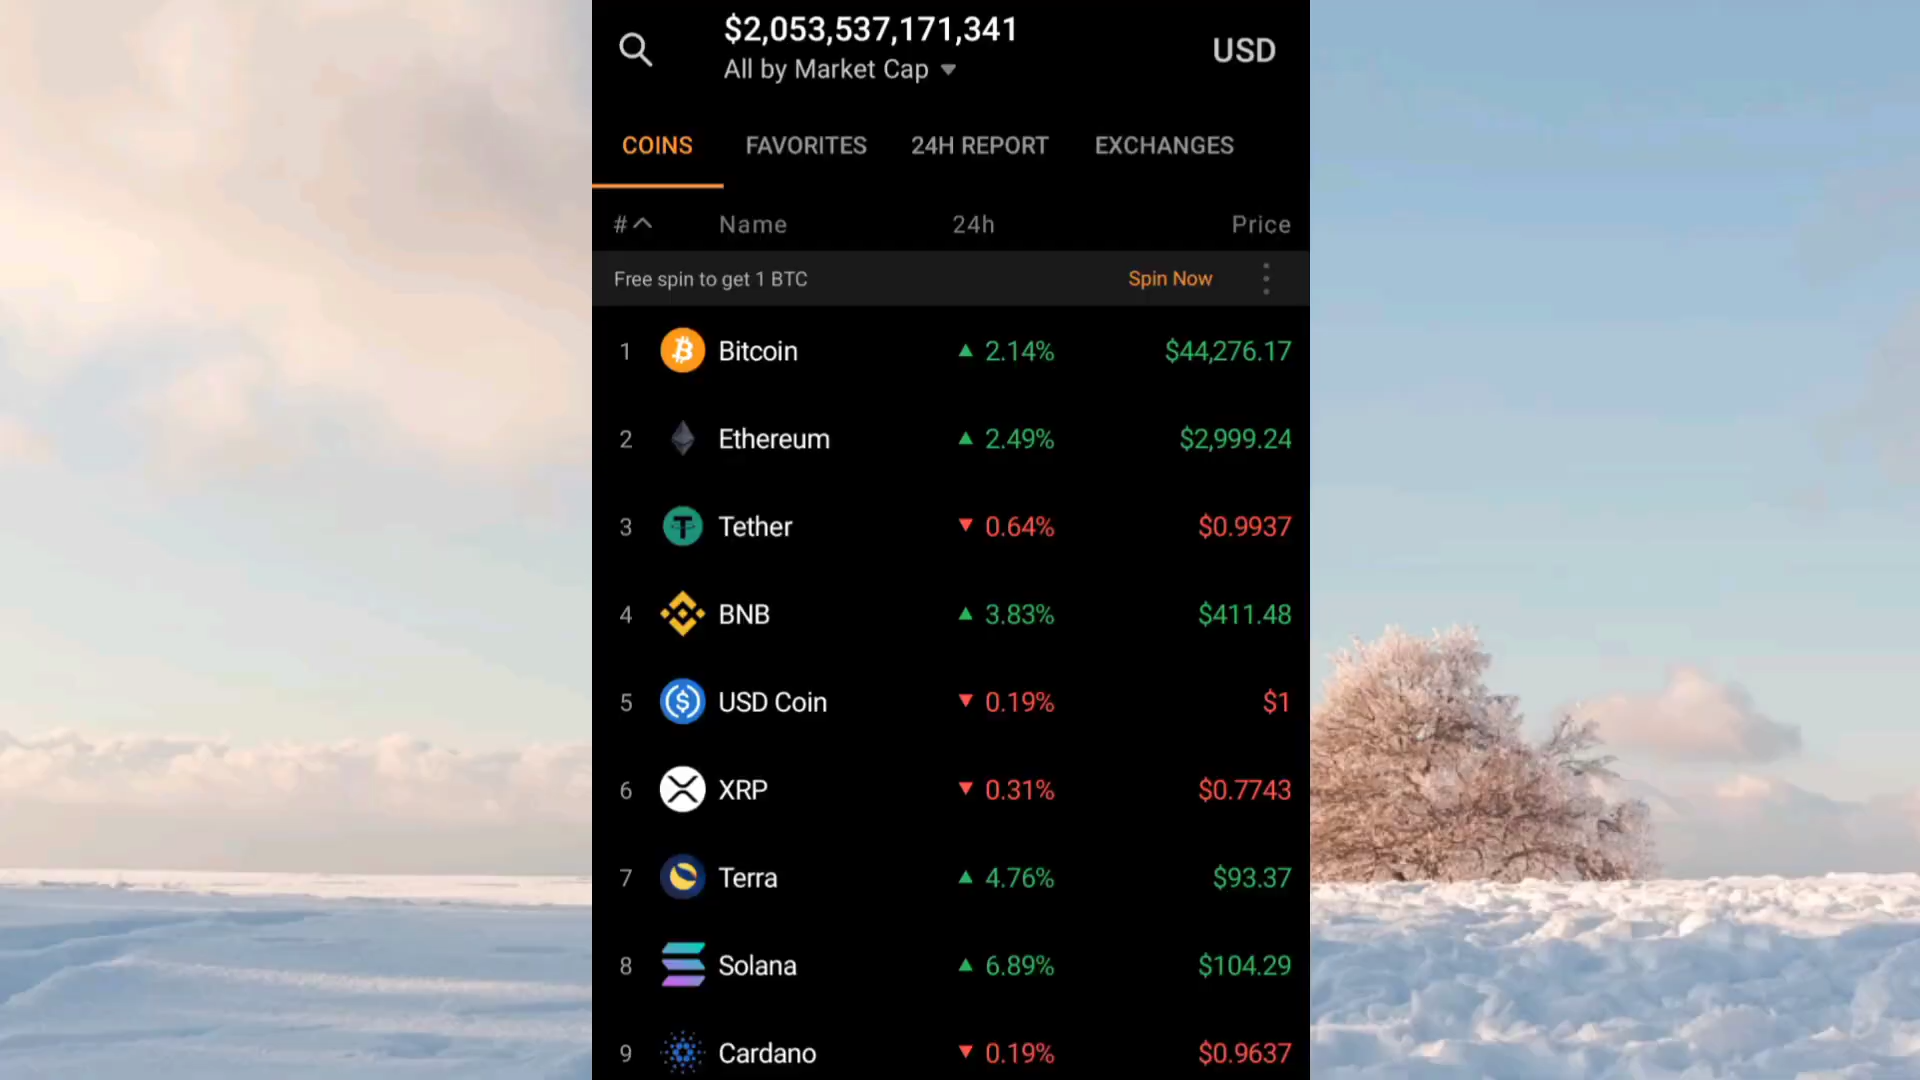 $2,053,537,171,341
All by Market Cap
USD
COINS FAVORITES 24H REPORT EXCHANGES
# Name 24h Price
Free spin to get 1 BTC Spin Now
1 Bitcoin ▲ 2.14% $44,276.17
2 Ethereum ▲ 2.49% $2,999.24
3 Tether ▼ 0.64% $0.9937
4 BNB ▲ 3.83% $411.48
5 USD Coin ▼ 0.19% $1
6 XRP ▼ 0.31% $0.7743
7 Terra ▲ 4.76% $93.37
8 Solana ▲ 6.89% $104.29
9 Cardano ▼ 0.19% $0.9637